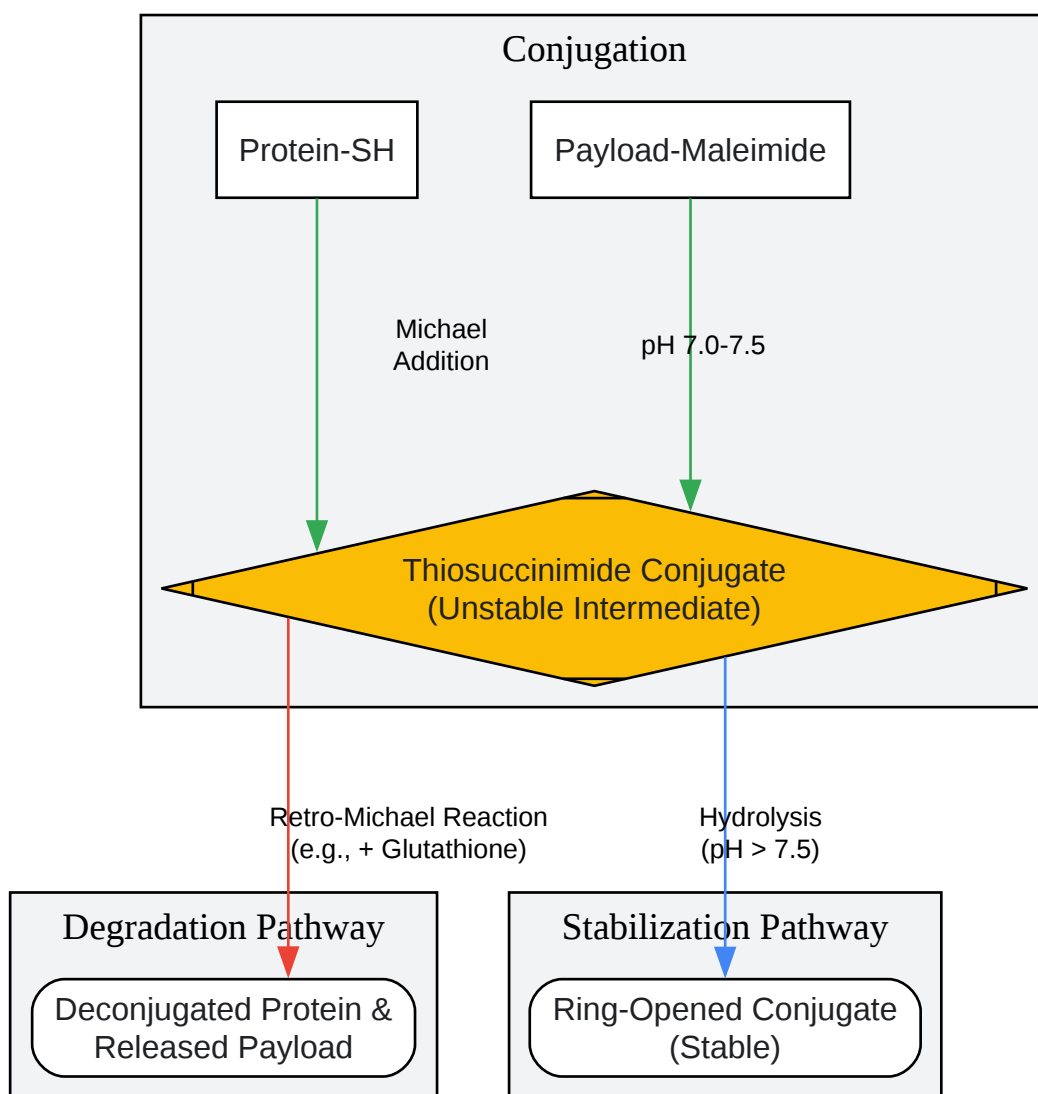 Conjugation
Protein-SH
Payload-Maleimide
Michael
Addition
pH 7.0-7.5
Thiosuccinimide Conjugate
(Unstable Intermediate)
Retro-Michael Reaction
(e.g., + Glutathione)
Hydrolysis
(pH > 7.5)
Degradation Pathway
Deconjugated Protein &
Released Payload
Stabilization Pathway
Ring-Opened Conjugate
(Stable)